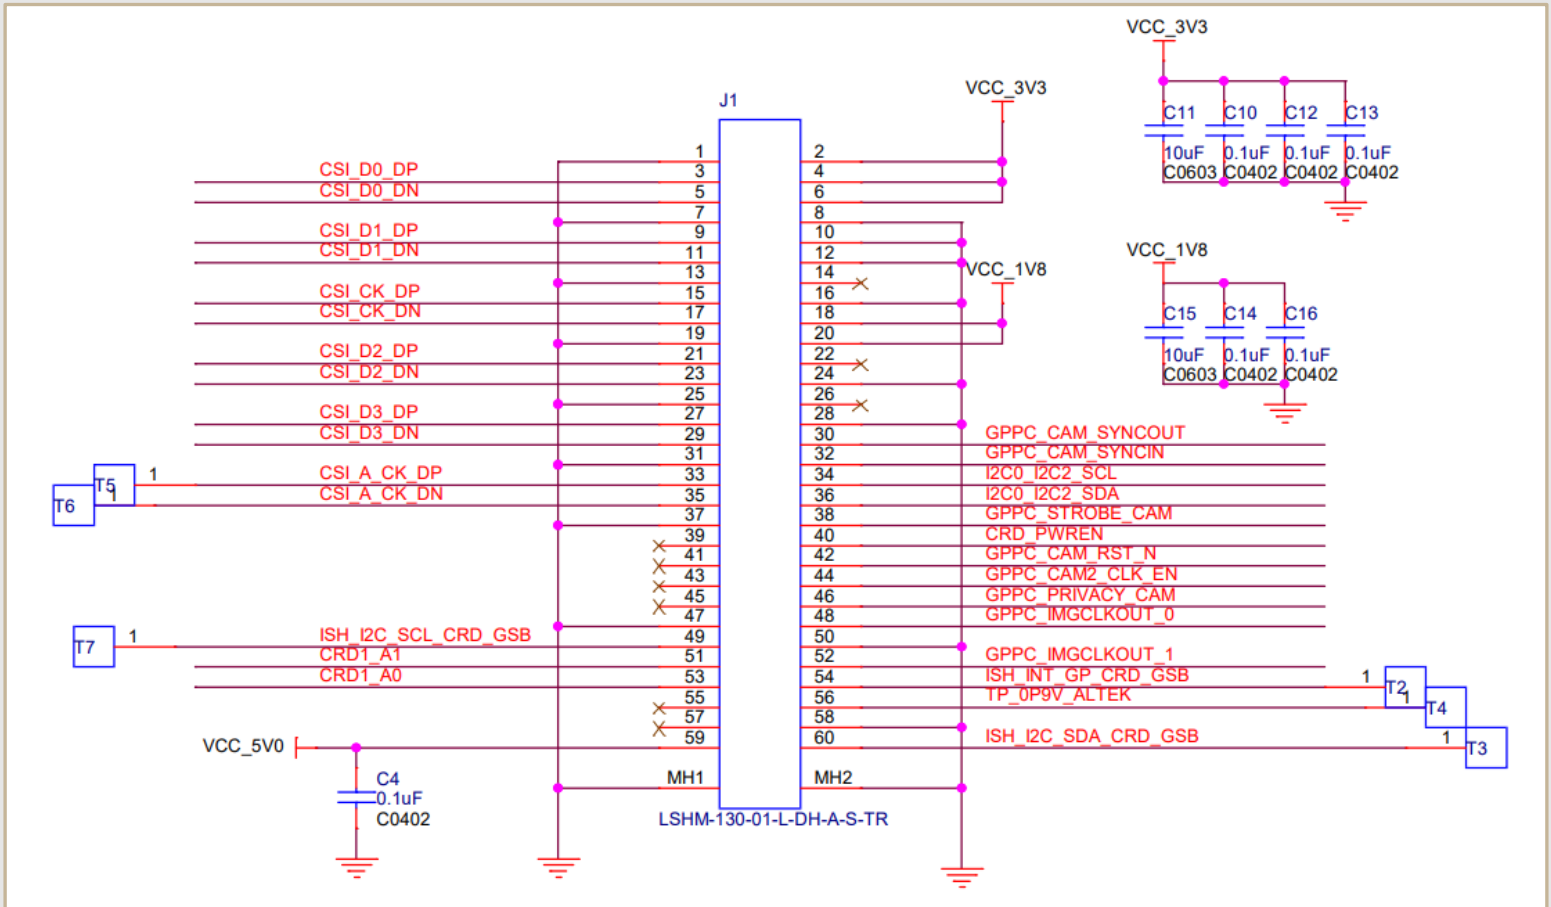 VCC_3V3
C11 C10 C12 C13
10uF 0.1uF 0.1uF 0.1uF
C0603 C0402 C0402 C0402
VCC_1V8
C15 C14 C16
10uF 0.1uF 0.1uF
C0603 C0402 C0402
J1
VCC_3V3
1 2
CSI_D0_DP 3 4
CSI_D0_DN 5 6
7 8
CSI_D1_DP 9 10
CSI_D1_DN 11 12
VCC_1V8
13 14
CSI_CK_DP 15 16
CSI_CK_DN 17 18
19 20
CSI_D2_DP 21 22
CSI_D2_DN 23 24
25 26
CSI_D3_DP 27 28
CSI_D3_DN 29 30 GPPC_CAM_SYNCOUT
31 32 GPPC_CAM_SYNCIN
T5 1 CSI_A_CK_DP 33 34 I2C0_I2C2_SCL
T6 1 CSI_A_CK_DN 35 36 I2C0_I2C2_SDA
37 38 GPPC_STROBE_CAM
39 40 CRD_PWREN
41 42 GPPC_CAM_RST_N
43 44 GPPC_CAM2_CLK_EN
45 46 GPPC_PRIVACY_CAM
47 48 GPPC_IMGCLKOUT_0
T7 1 ISH_I2C_SCL_CRD_GSB 49 50
CRD1_A1 51 52 GPPC_IMGCLKOUT_1
CRD1_A0 53 54 ISH_INT_GP_CRD_GSB 1 T2
55 56 TP_0P9V_ALTEK 1 T4
57 58
VCC_5V0 59 60 ISH_I2C_SDA_CRD_GSB 1 T3
MH1 MH2
C4
0.1uF
C0402
LSHM-130-01-L-DH-A-S-TR